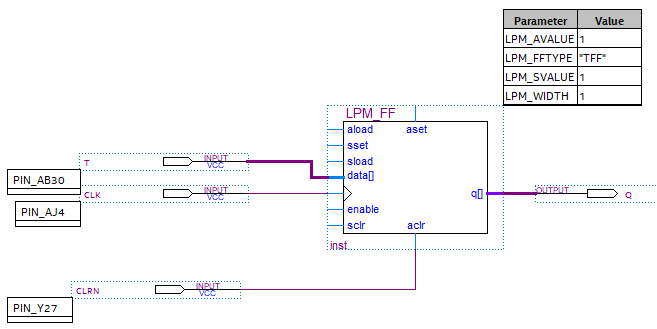 Parameter Value
LPM_AVALUE 1
LPM_FFTYPE "TFF"
LPM_SVALUE 1
LPM_WIDTH 1
LPM_FF
aload aset
sset
sload
data[]
q[]
enable
sclr aclr
inst
T INPUT
VCC
PIN_AB30
CLK INPUT
VCC
PIN_AJ4
OUTPUT Q
CLRN INPUT
VCC
PIN_Y27